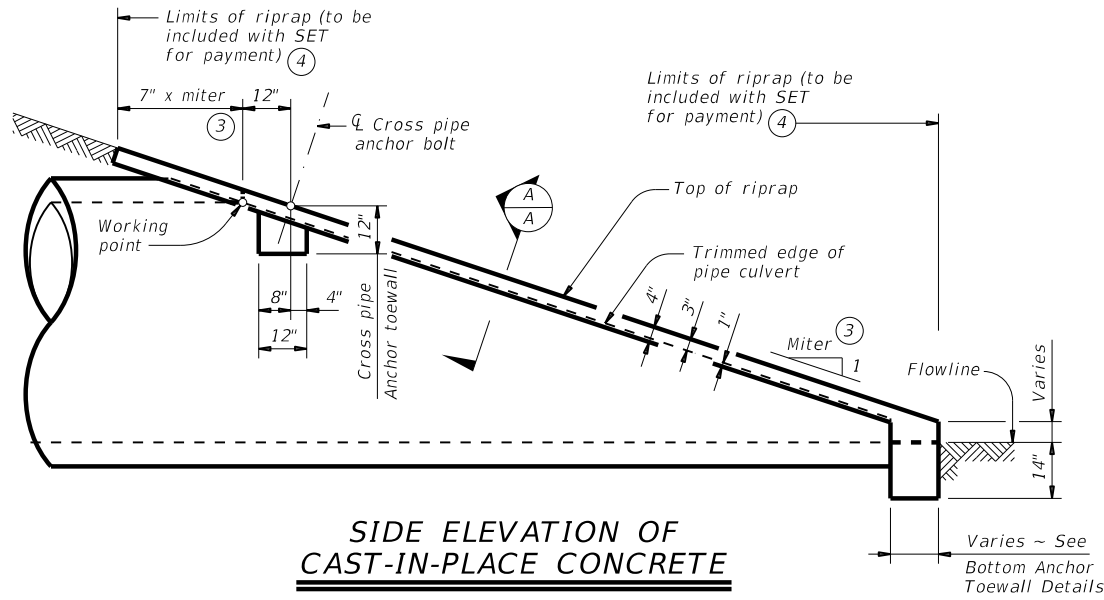 Limits of riprap (to be
included with SET
for payment) 4
7" x miter
12"
3
℄ Cross pipe
anchor bolt
Limits of riprap (to be
included with SET
for payment) 4
A
A
Top of riprap
Working
point
12"
Trimmed edge of
pipe culvert
8"
4"
12"
Cross pipe
Anchor toewall
4"
3"
1"
Miter 3
1
Flowline
Varies
14"
SIDE ELEVATION OF
CAST-IN-PLACE CONCRETE
Varies ~ See
Bottom Anchor
Toewall Details